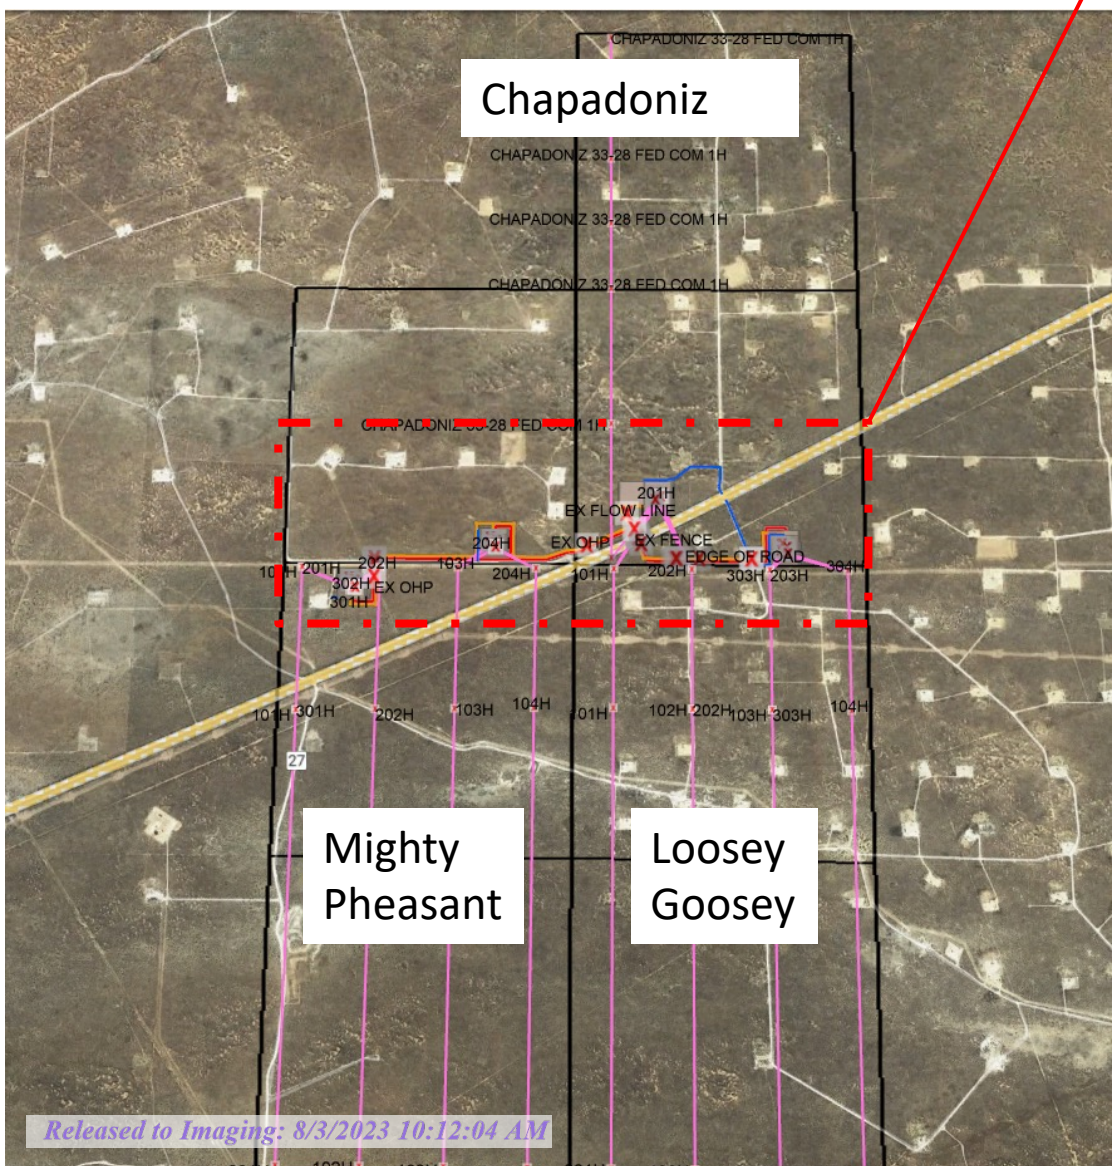 CHAPADONIZ 33-28 FED COM 1H
Chapadoniz
CHAPADONIZ 33-28 FED COM 1H
CHAPADONIZ 33-28 FED COM 1H
CHAPADONIZ 33-28 FED COM 1H
CHAPADONIZ 33-28 FED COM 1H
201H
EX FLOW LINE
204H
EX OHP
EX FENCE
EDGE OF ROAD
201H
202H
103H
204H
101H
202H
303H
203H
304H
302H
EX OHP
301H
101H
301H
202H
103H
104H
101H
102H
202H
103H
303H
104H
27
Mighty
Pheasant
Loosey
Goosey
Released to Imaging: 8/3/2023 10:12:04 AM